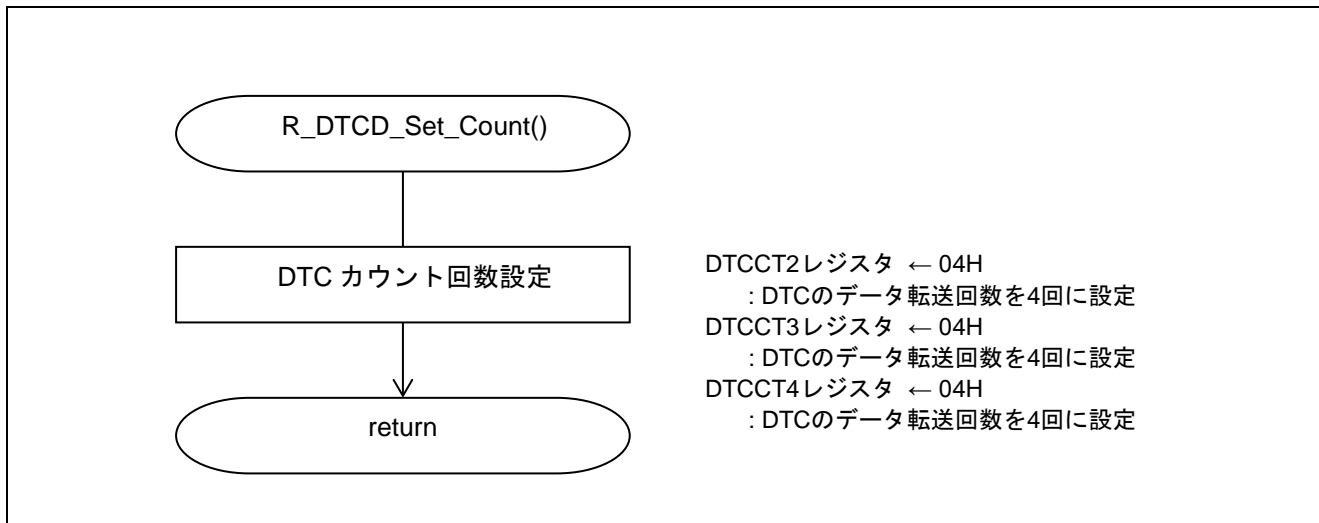 R_DTCD_Set_Count()
DTC カウント回数設定
DTCCT2レジスタ ← 04H
: DTCのデータ転送回数を4回に設定
DTCCT3レジスタ ← 04H
: DTCのデータ転送回数を4回に設定
DTCCT4レジスタ ← 04H
: DTCのデータ転送回数を4回に設定
return